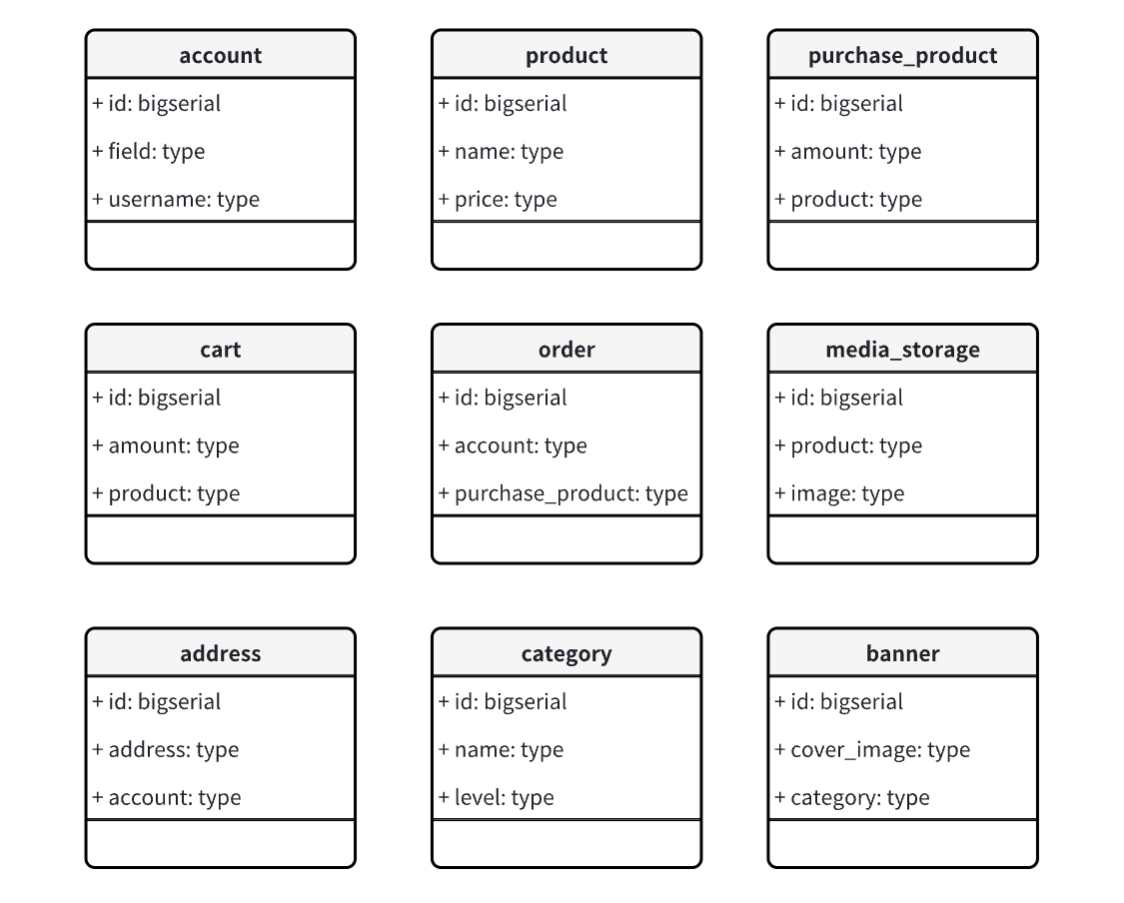 account
+ id: bigserial
+ field: type
+ username: type
product
+ id: bigserial
+ name: type
+ price: type
purchase_product
+ id: bigserial
+ amount: type
+ product: type
cart
+ id: bigserial
+ amount: type
+ product: type
order
+ id: bigserial
+ account: type
+ purchase_product: type
media_storage
+ id: bigserial
+ product: type
+ image: type
address
+ id: bigserial
+ address: type
+ account: type
category
+ id: bigserial
+ name: type
+ level: type
banner
+ id: bigserial
+ cover_image: type
+ category: type